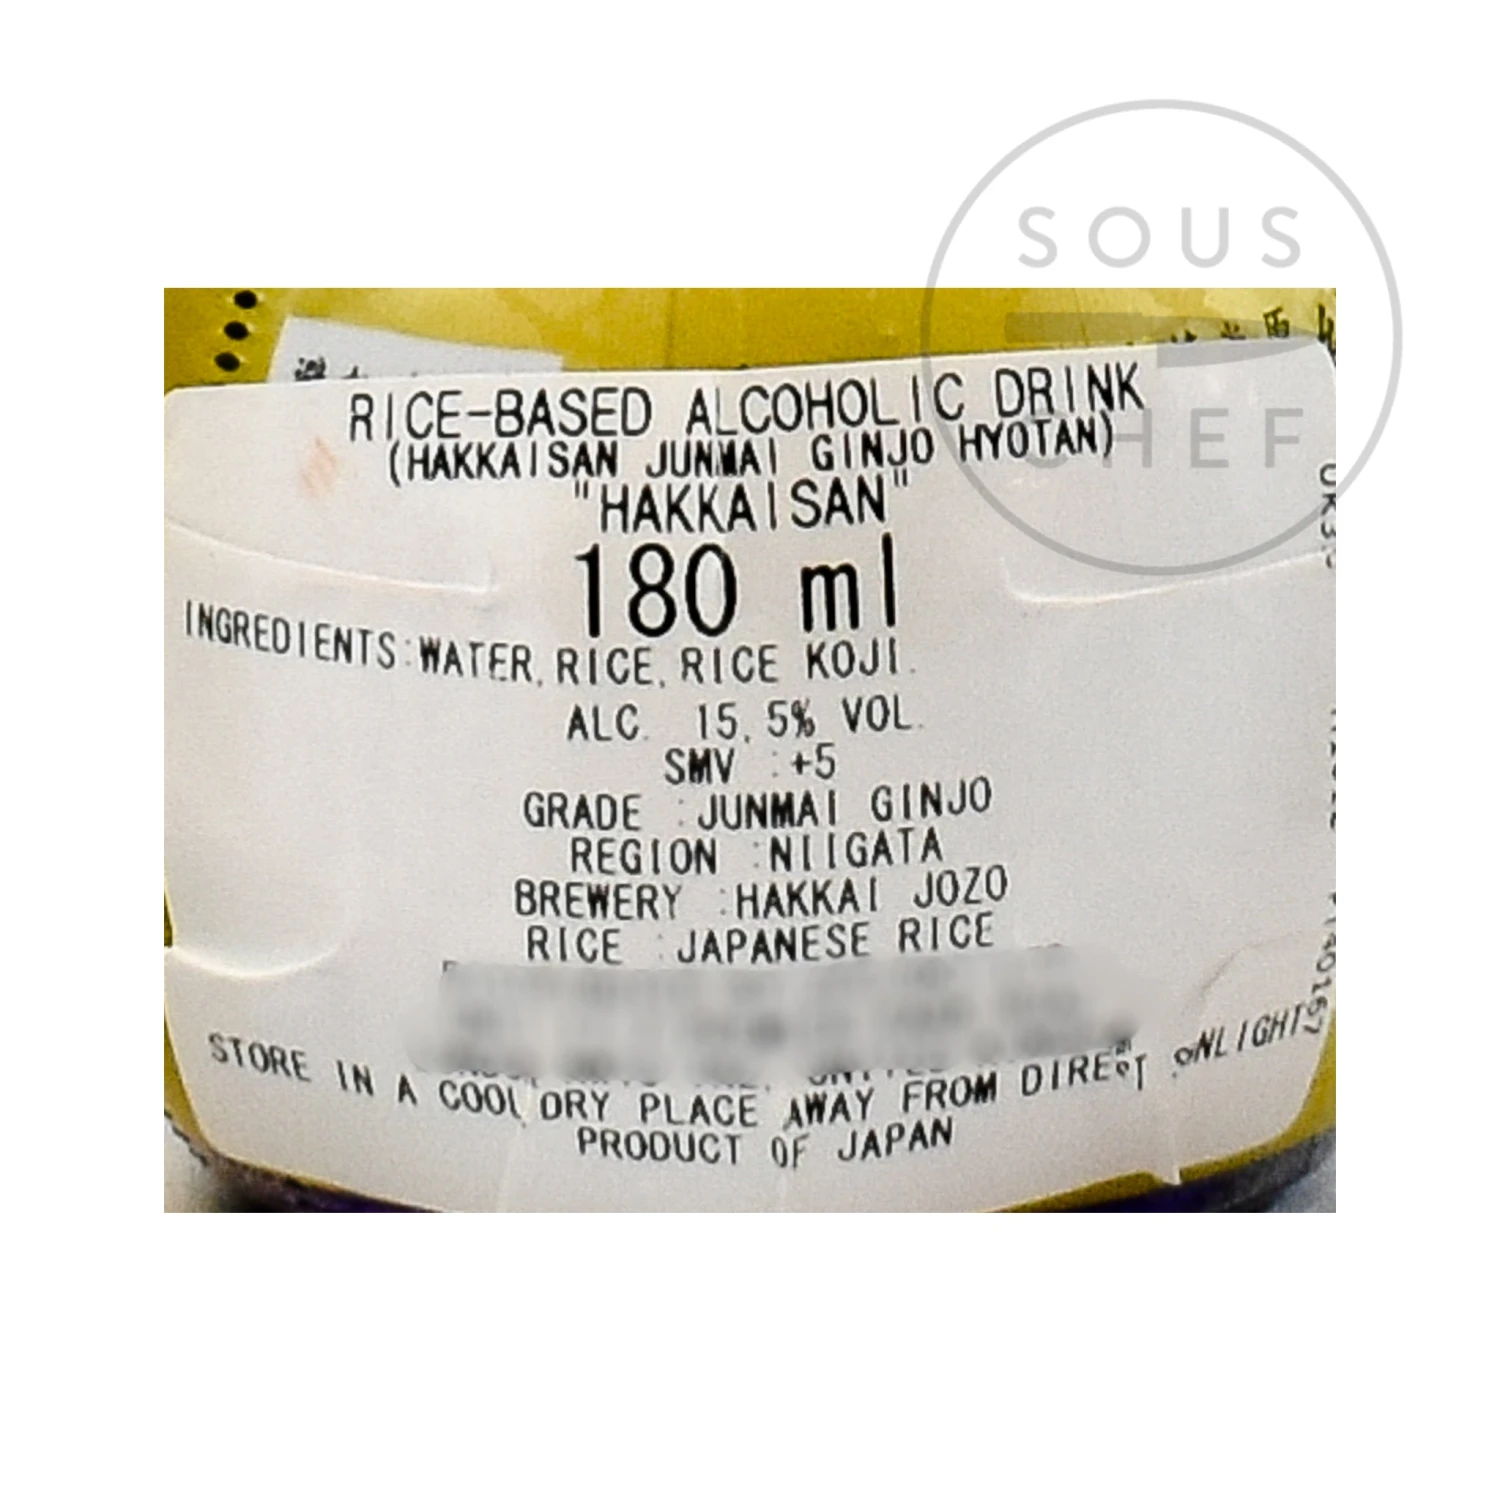 SOUS
CHEF
RICE-BASED ALCOHOLIC DRINK
(HAKKAISAN JUNMAI GINJO HYOTAN)
"HAKKAISAN"
180 ml
INGREDIENTS:WATER, RICE, RICE KOJI.
ALC. 15.5% VOL.
SMV :+5
GRADE :JUNMAI GINJO
REGION :NIIGATA
BREWERY :HAKKAI JOZO
RICE :JAPANESE RICE
STORE IN A COOL DRY PLACE AWAY FROM DIRECT
PRODUCT OF JAPAN